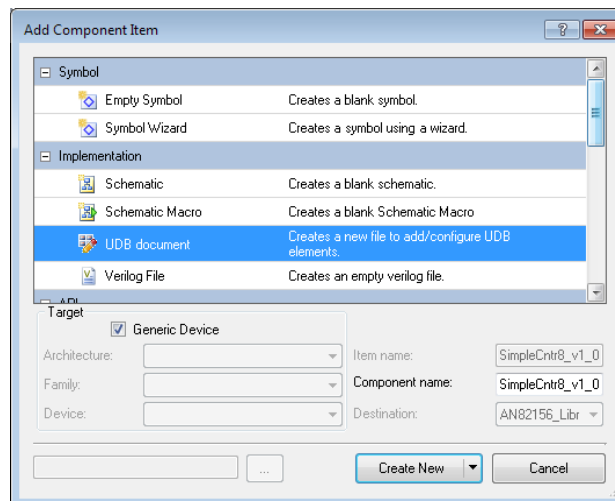 Add Component Item
Symbol
Empty Symbol Creates a blank symbol.
Symbol Wizard Creates a symbol using a wizard.
Implementation
Schematic Creates a blank schematic.
Schematic Macro Creates a blank Schematic Macro
UDB document Creates a new file to add/configure UDB
elements.
Verilog File Creates an empty verilog file.
API
Target
Generic Device
Architecture: Item name: SimpleCntr8_v1_0
Family: Component name: SimpleCntr8_v1_0
Device: Destination: AN82156_Libr
... Create New Cancel